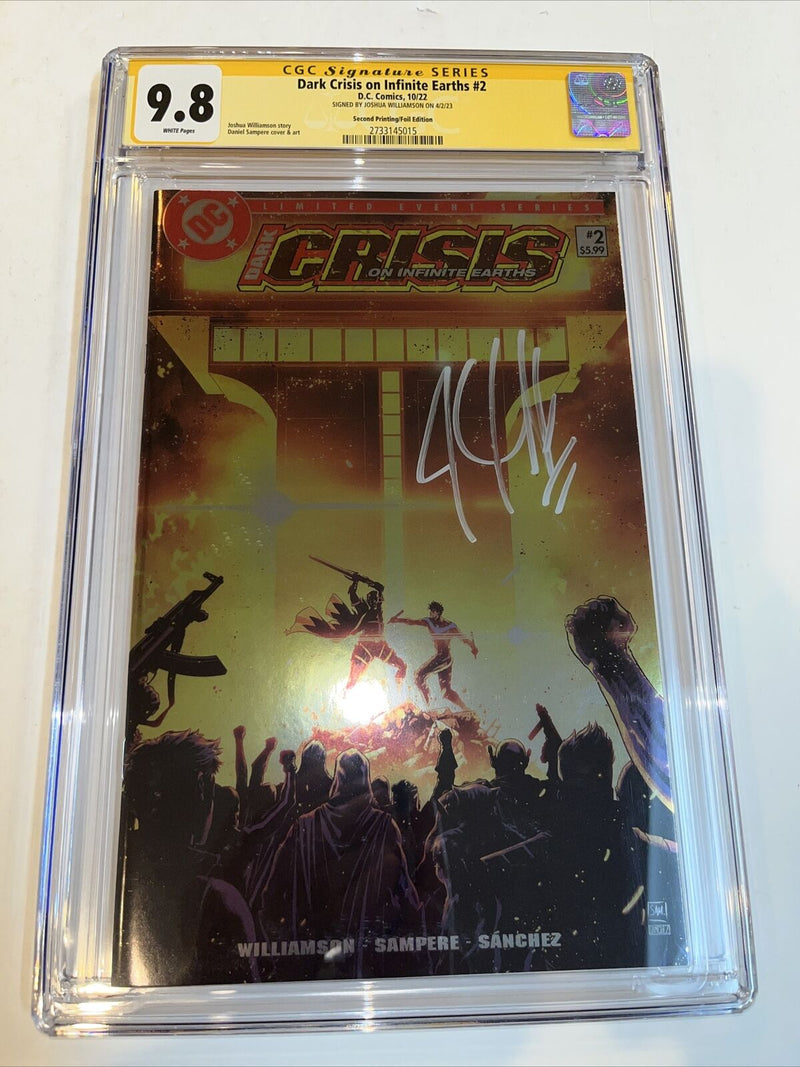 CGC Signature SERIES
Dark Crisis on Infinite Earths #2
D.C. Comics, 10/22
SIGNED BY JOSHUA WILLIAMSON ON 4/2/23
9.8
WHITE Pages
Joshua Williamson story
Daniel Sampere cover & art
Second Printing/Foil Edition
2733145015
DC
LIMITED EVENT SERIES
DARK
CRISIS
ON INFINITE EARTHS
#2
$5.99
WILLIAMSON - SAMPERE - SÁNCHEZ